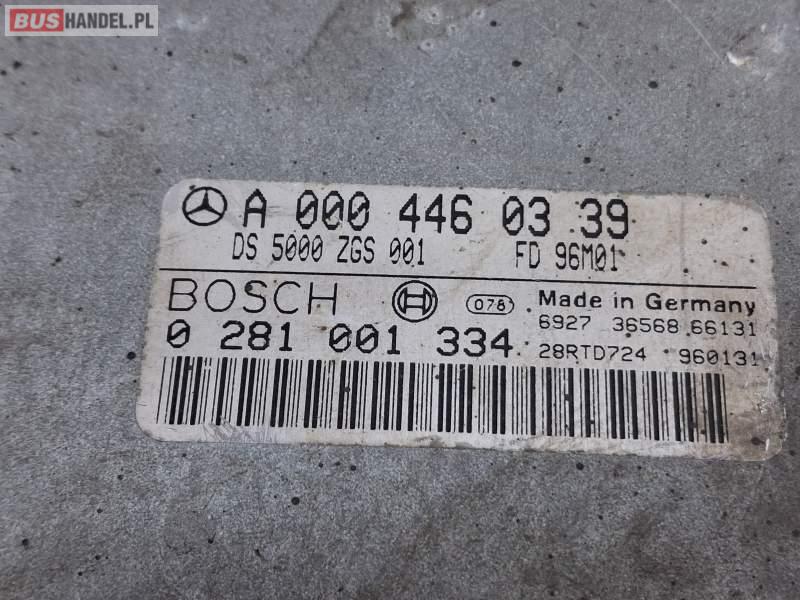 BUSHANDEL.PL
A 000 446 03 39
DS 5000 ZGS 001 FD 96M01
BOSCH 078 Made in Germany
6927 36568 66131
0 281 001 334 28RTD724 960131